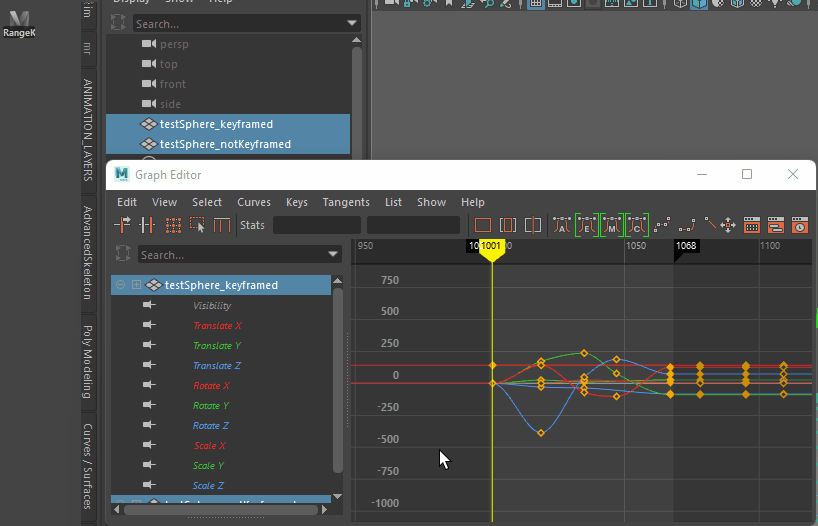 Display Show Help
RangeK
Search...
persp
top
front
side
testSphere_keyframed
testSphere_notKeyframed
mr
ANIMATION_LAYERS
AdvancedSkeleton
Poly Modeling
Curves / Surfaces
Graph Editor
Edit View Select Curves Keys Tangents List Show Help
Stats
A E M C
Search...
950 1001 1050 1068 1100
testSphere_keyframed
Visibility
Translate X
Translate Y
Translate Z
Rotate X
Rotate Y
Rotate Z
Scale X
Scale Y
Scale Z
750
500
250
0
-250
-500
-750
-1000